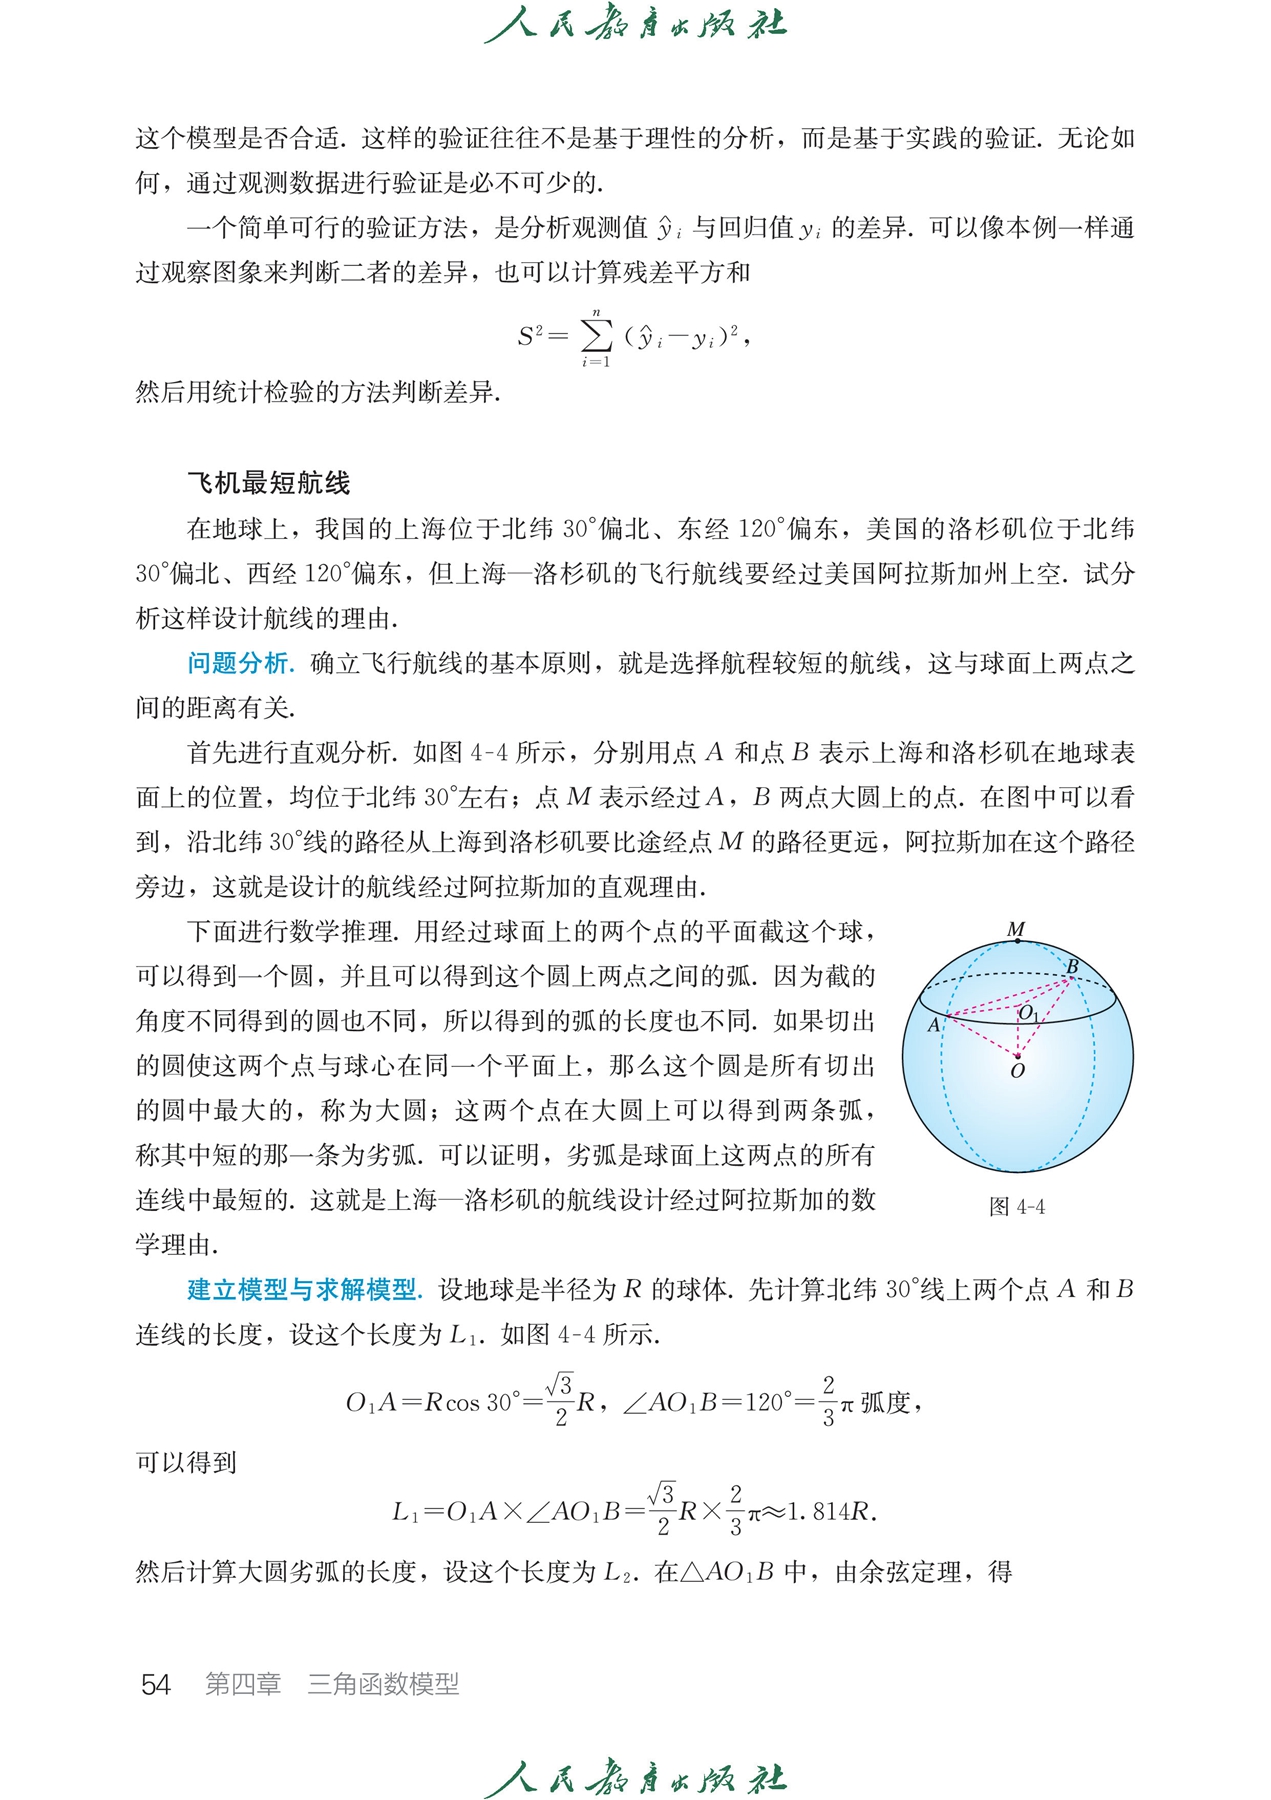 人民教育出版社
这个模型是否合适. 这样的验证往往不是基于理性的分析，而是基于实践的验证. 无论如
何，通过观测数据进行验证是必不可少的.
一个简单可行的验证方法，是分析观测值 ŷᵢ 与回归值 yᵢ 的差异. 可以像本例一样通
过观察图象来判断二者的差异，也可以计算残差平方和
S²=∑ⁿᵢ₌₁(ŷᵢ−yᵢ)²，
然后用统计检验的方法判断差异.
飞机最短航线
在地球上，我国的上海位于北纬 30°偏北、东经 120°偏东，美国的洛杉矶位于北纬
30°偏北、西经 120°偏东，但上海—洛杉矶的飞行航线要经过美国阿拉斯加州上空. 试分
析这样设计航线的理由.
问题分析. 确立飞行航线的基本原则，就是选择航程较短的航线，这与球面上两点之
间的距离有关.
首先进行直观分析. 如图 4-4 所示，分别用点 A 和点 B 表示上海和洛杉矶在地球表
面上的位置，均位于北纬 30°左右；点 M 表示经过 A，B 两点大圆上的点. 在图中可以看
到，沿北纬 30°线的路径从上海到洛杉矶要比途经点 M 的路径更远，阿拉斯加在这个路径
旁边，这就是设计的航线经过阿拉斯加的直观理由.
下面进行数学推理. 用经过球面上的两个点的平面截这个球，
可以得到一个圆，并且可以得到这个圆上两点之间的弧. 因为截的
角度不同得到的圆也不同，所以得到的弧的长度也不同. 如果切出
的圆使这两个点与球心在同一个平面上，那么这个圆是所有切出
的圆中最大的，称为大圆；这两个点在大圆上可以得到两条弧，
称其中短的那一条为劣弧. 可以证明，劣弧是球面上这两点的所有
连线中最短的. 这就是上海—洛杉矶的航线设计经过阿拉斯加的数
学理由.
M
B
A
O₁
O
图 4-4
建立模型与求解模型. 设地球是半径为 R 的球体. 先计算北纬 30°线上两个点 A 和 B
连线的长度，设这个长度为 L₁. 如图 4-4 所示.
O₁A=Rcos 30°=√3/2 R，∠AO₁B=120°=2/3 π 弧度，
可以得到
L₁=O₁A×∠AO₁B=√3/2 R×2/3 π≈1.814R.
然后计算大圆劣弧的长度，设这个长度为 L₂. 在△AO₁B 中，由余弦定理，得
54 第四章 三角函数模型
人民教育出版社